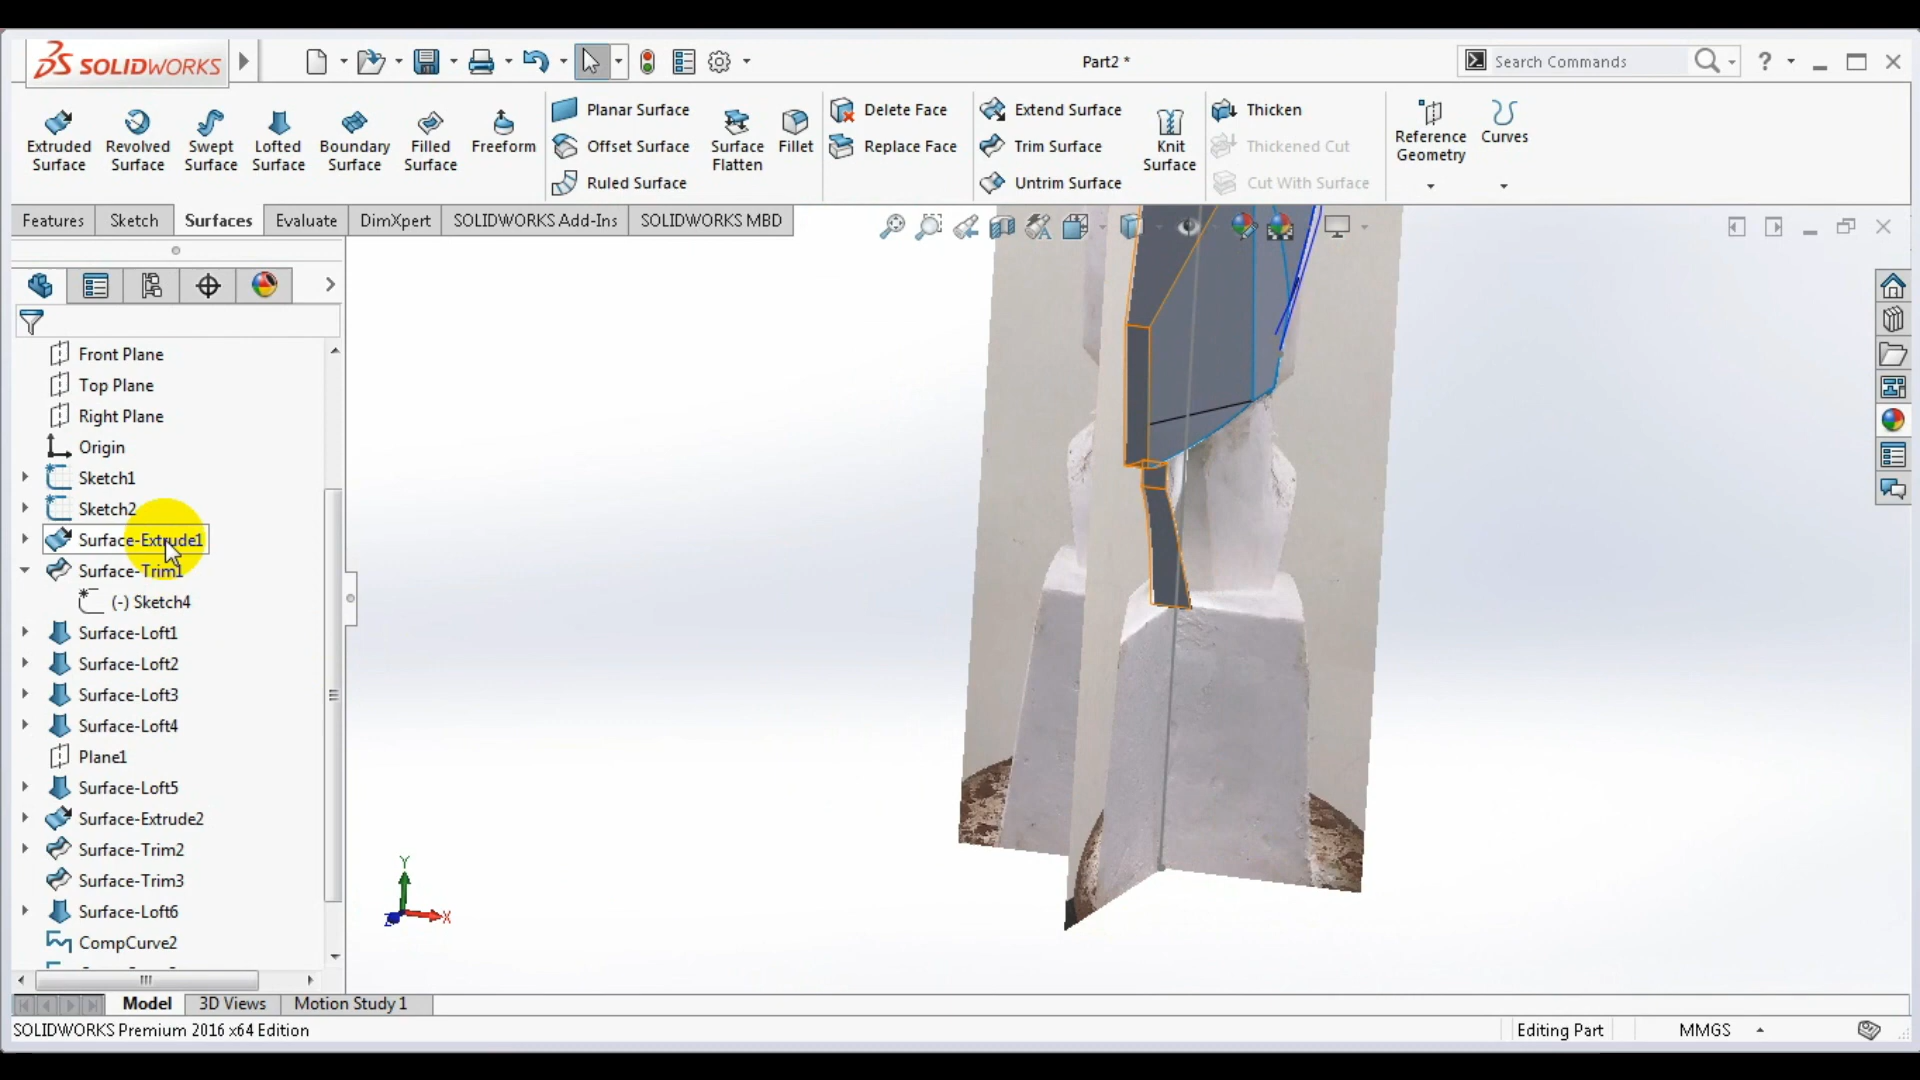 SOLIDWORKS
Part2 *
Search Commands
?
Extruded Surface
Revolved Surface
Swept Surface
Lofted Surface
Boundary Surface
Filled Surface
Freeform
Planar Surface
Offset Surface
Ruled Surface
Surface Flatten
Fillet
Delete Face
Replace Face
Extend Surface
Trim Surface
Untrim Surface
Knit Surface
Thicken
Thickened Cut
Cut With Surface
Reference Geometry
Curves
Features
Sketch
Surfaces
Evaluate
DimXpert
SOLIDWORKS Add-Ins
SOLIDWORKS MBD
Front Plane
Top Plane
Right Plane
Origin
Sketch1
Sketch2
Surface-Extrude1
Surface-Trim1
(-) Sketch4
Surface-Loft1
Surface-Loft2
Surface-Loft3
Surface-Loft4
Plane1
Surface-Loft5
Surface-Extrude2
Surface-Trim2
Surface-Trim3
Surface-Loft6
CompCurve2
Y
X
Model
3D Views
Motion Study 1
SOLIDWORKS Premium 2016 x64 Edition
Editing Part
MMGS